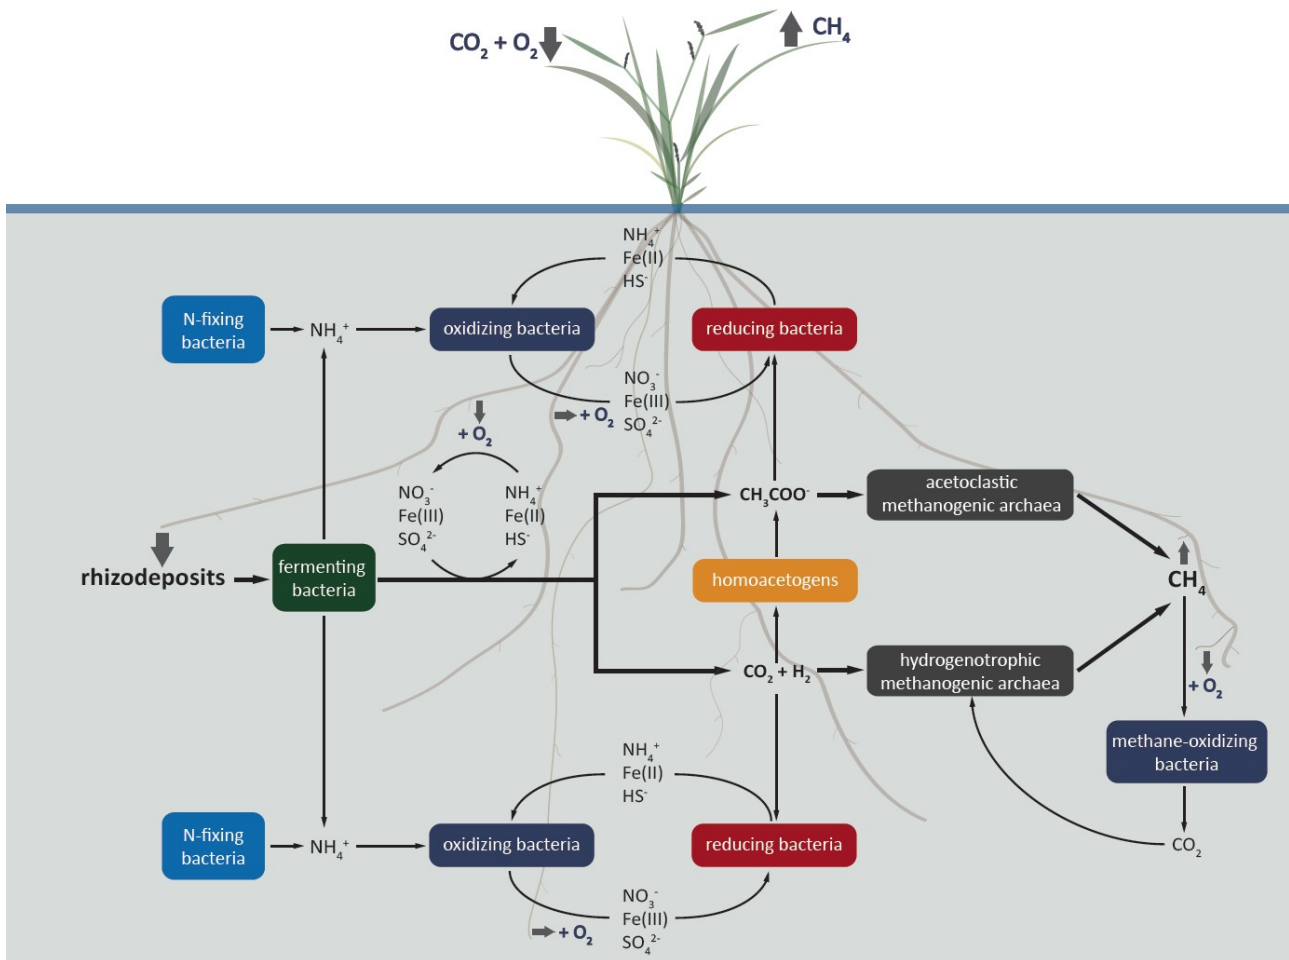 CO₂ + O₂
CH₄
NH₄⁺
Fe(II)
HS⁻
N-fixing
bacteria
NH₄⁺
oxidizing bacteria
reducing bacteria
NO₃⁻
Fe(III)
SO₄²⁻
+ O₂
+ O₂
NO₃⁻
Fe(III)
SO₄²⁻
NH₄⁺
Fe(II)
HS⁻
CH₃COO⁻
acetoclastic
methanogenic archaea
rhizodeposits
fermenting
bacteria
homoacetogens
CH₄
CO₂ + H₂
hydrogenotrophic
methanogenic archaea
+ O₂
methane-oxidizing
bacteria
CO₂
NH₄⁺
Fe(II)
HS⁻
N-fixing
bacteria
NH₄⁺
oxidizing bacteria
reducing bacteria
NO₃⁻
Fe(III)
SO₄²⁻
+ O₂